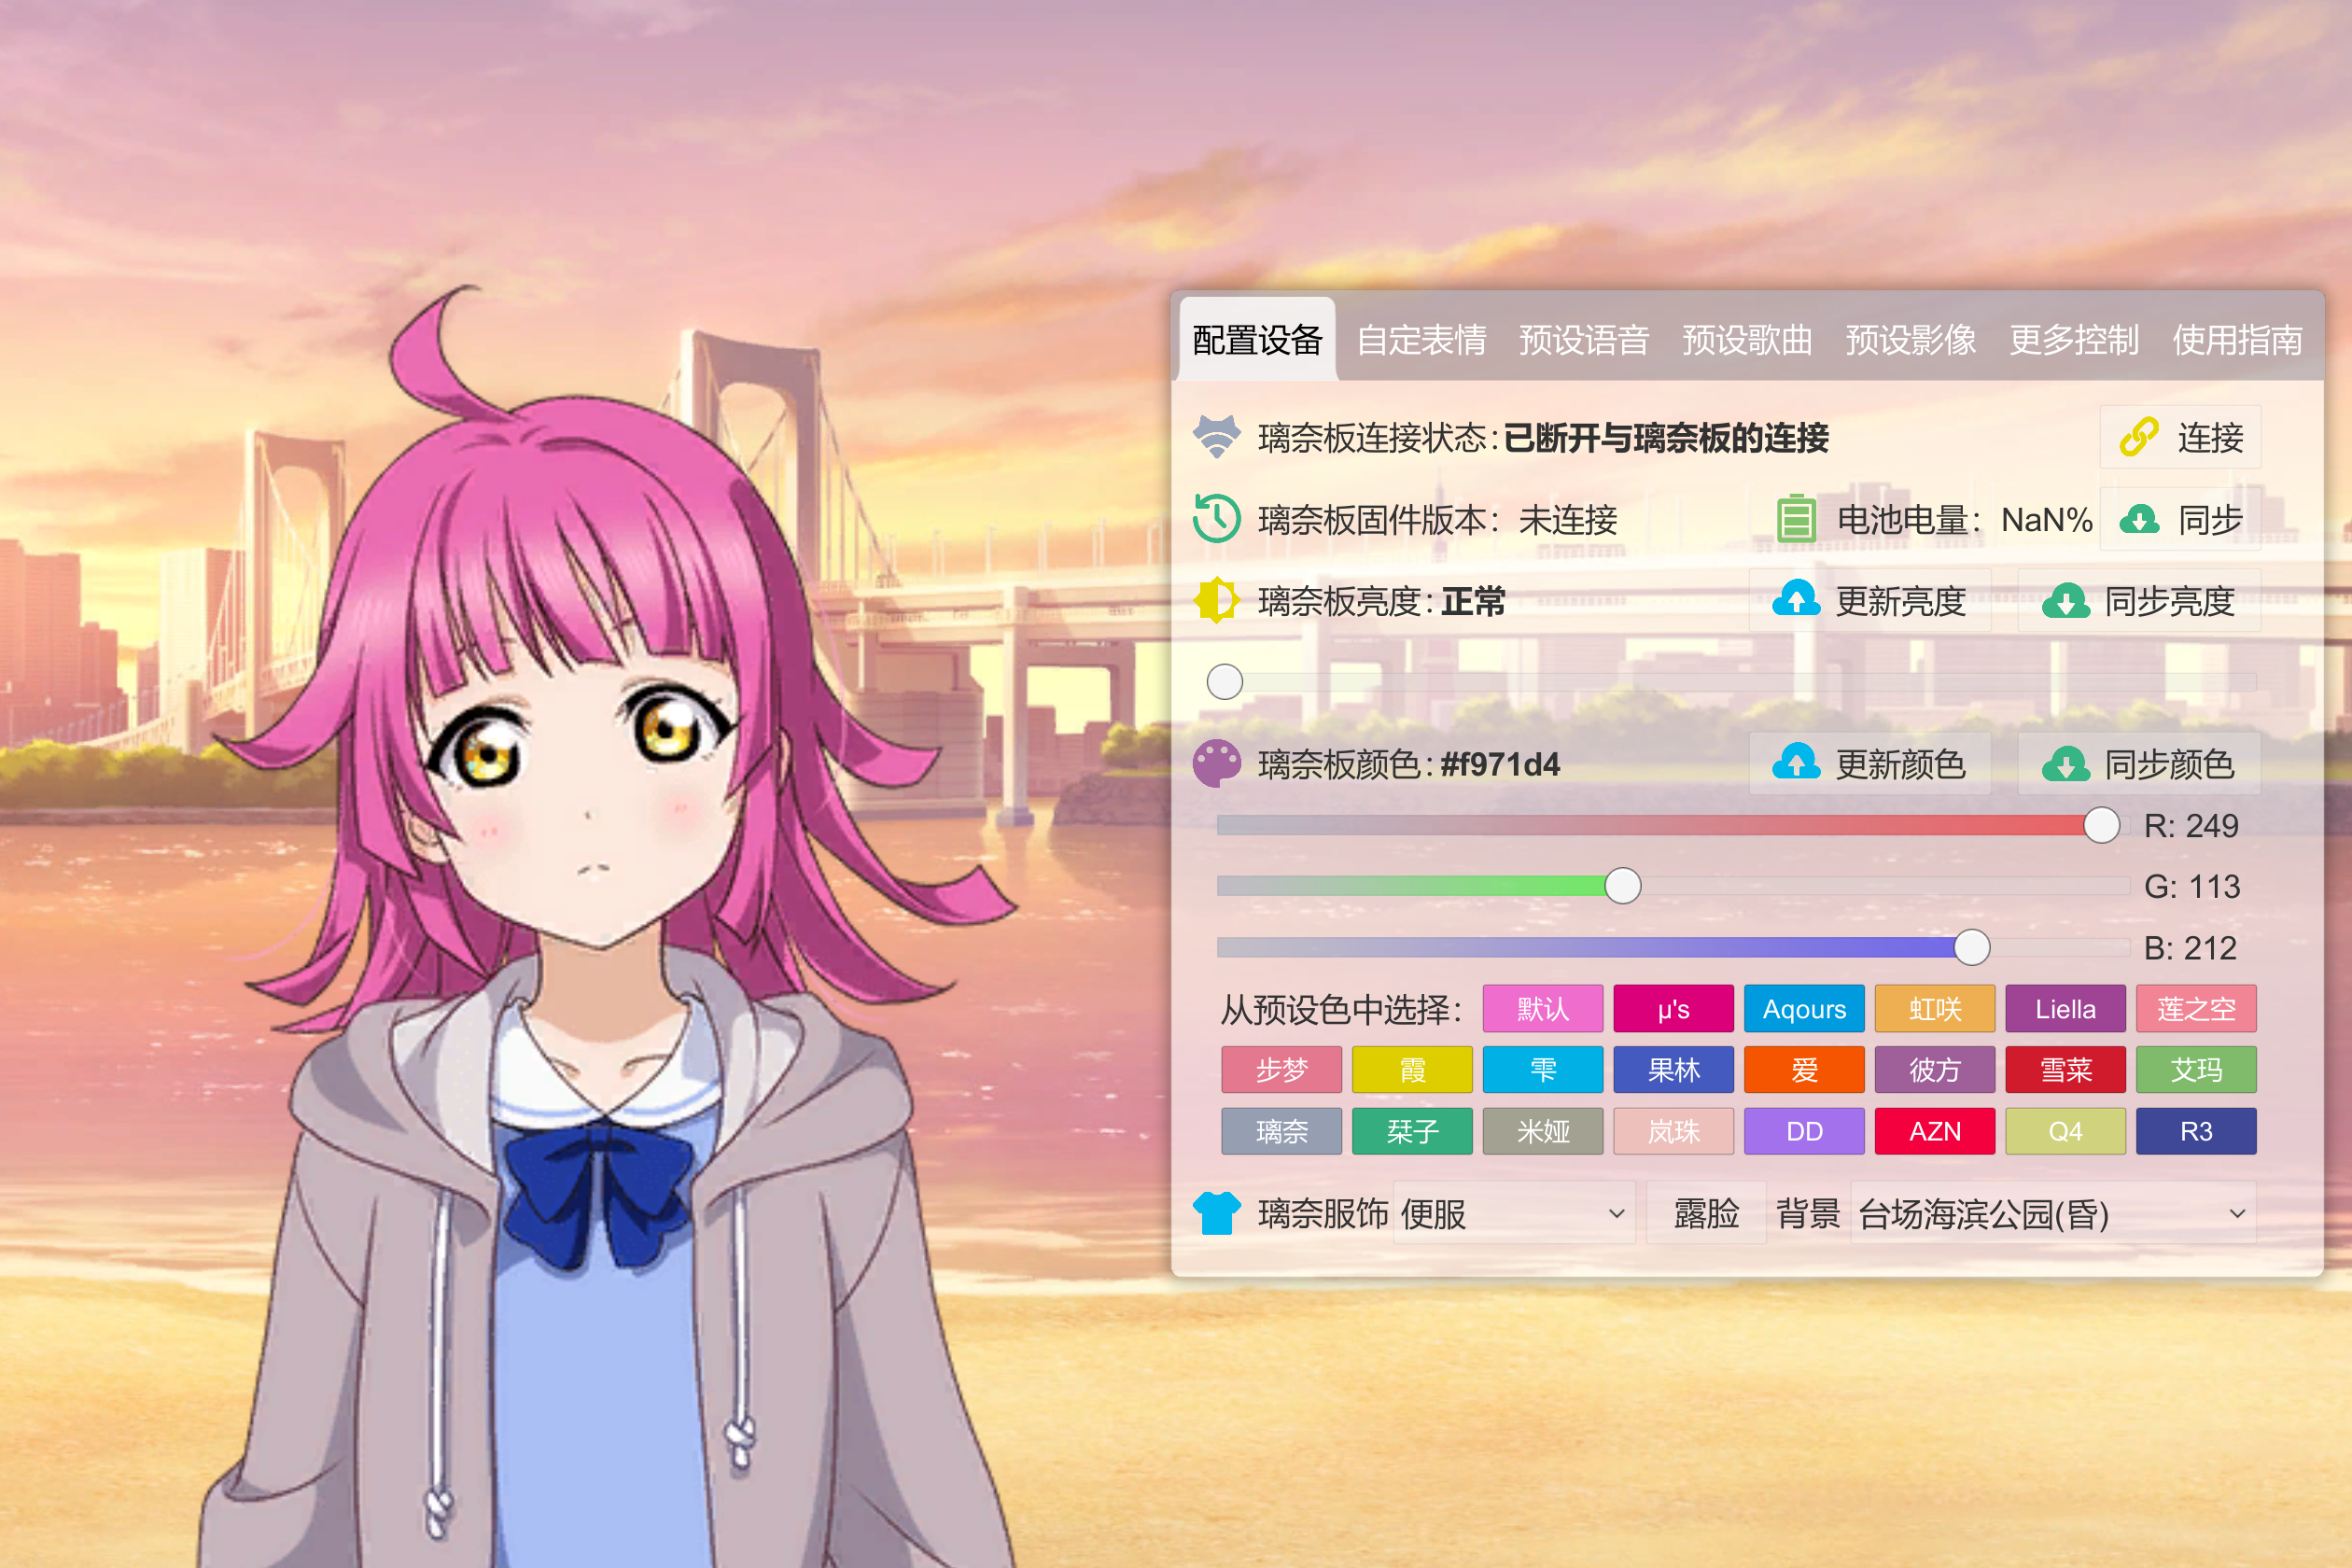 配置设备 自定表情 预设语音 预设歌曲 预设影像 更多控制 使用指南
璃奈板连接状态:已断开与璃奈板的连接 连接
璃奈板固件版本: 未连接 电池电量: NaN% 同步
璃奈板亮度:正常 更新亮度 同步亮度
璃奈板颜色:#f971d4 更新颜色 同步颜色
R: 249
G: 113
B: 212
从预设色中选择: 默认 μ's Aqours 虹咲 Liella 莲之空
步梦 霞 雫 果林 爱 彼方 雪菜 艾玛
璃奈 栞子 米娅 岚珠 DD AZN Q4 R3
璃奈服饰 便服 露脸 背景 台场海滨公园(昏)